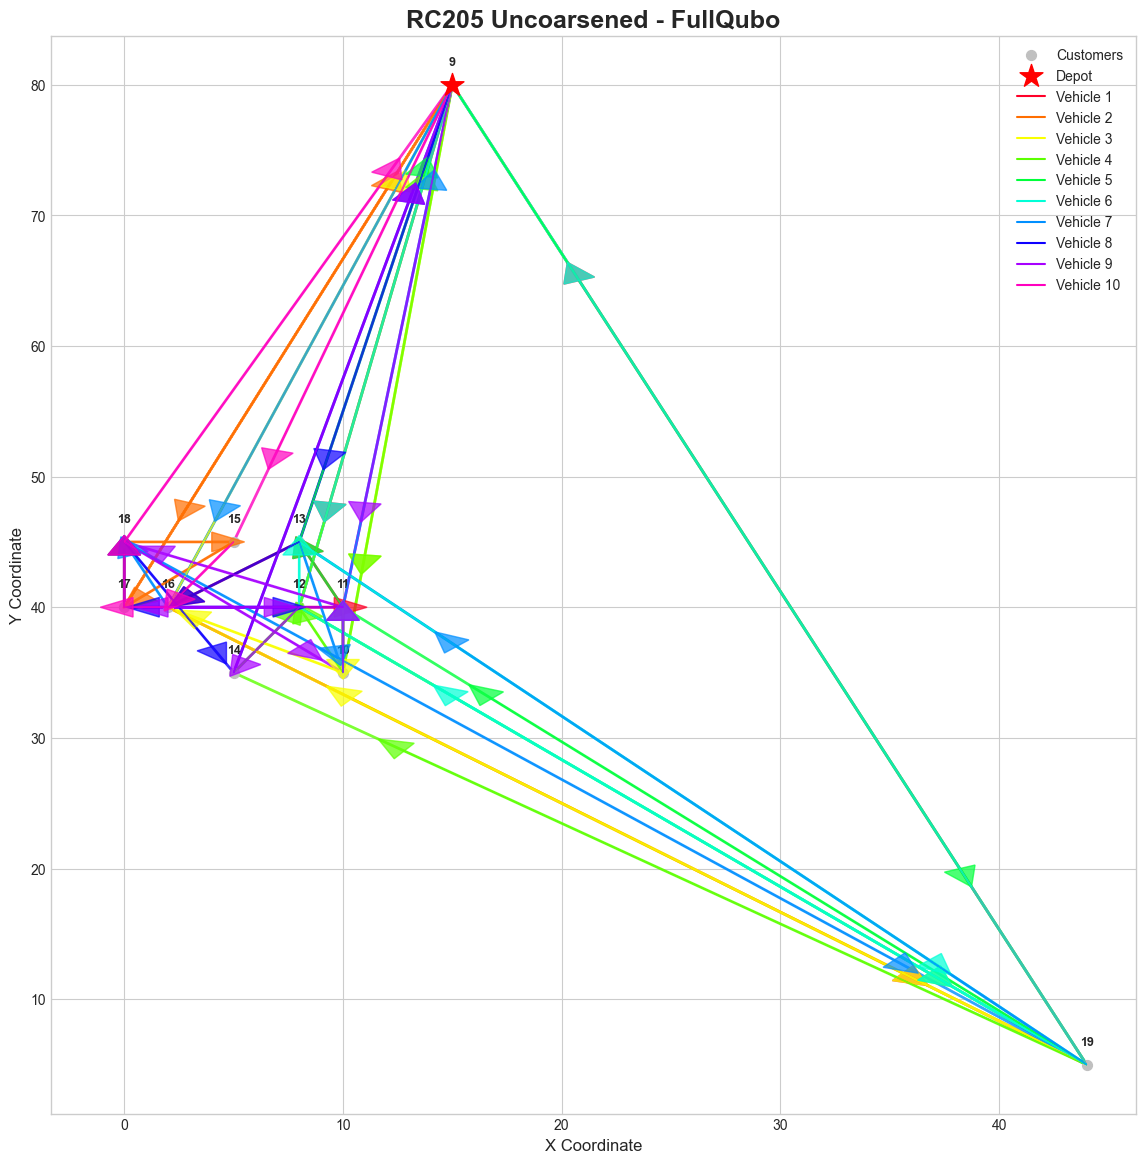 RC205 Uncoarsened - FullQubo
9
Customers
Depot
Vehicle 1
Vehicle 2
Vehicle 3
Vehicle 4
Vehicle 5
Vehicle 6
Vehicle 7
Vehicle 8
Vehicle 9
Vehicle 10
80
70
60
50
40
30
20
10
Y Coordinate
18
15
13
17
16
12
11
14
19
0
10
20
30
40
X Coordinate